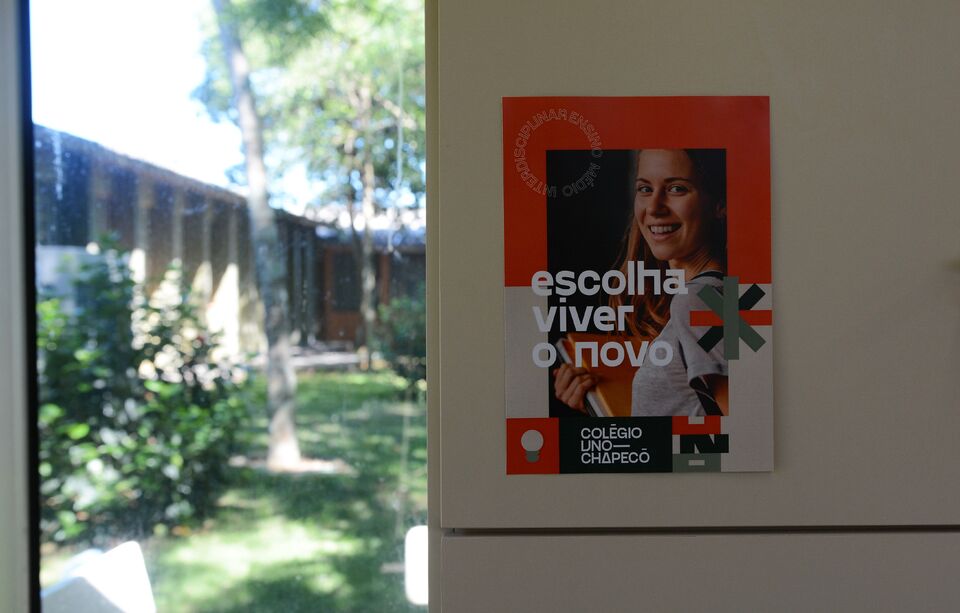 INTERDISCIPLINAR ENSINO MÉDIO
escolha
viver
o novo
COLÉGIO
UNO—
CHAPECÓ